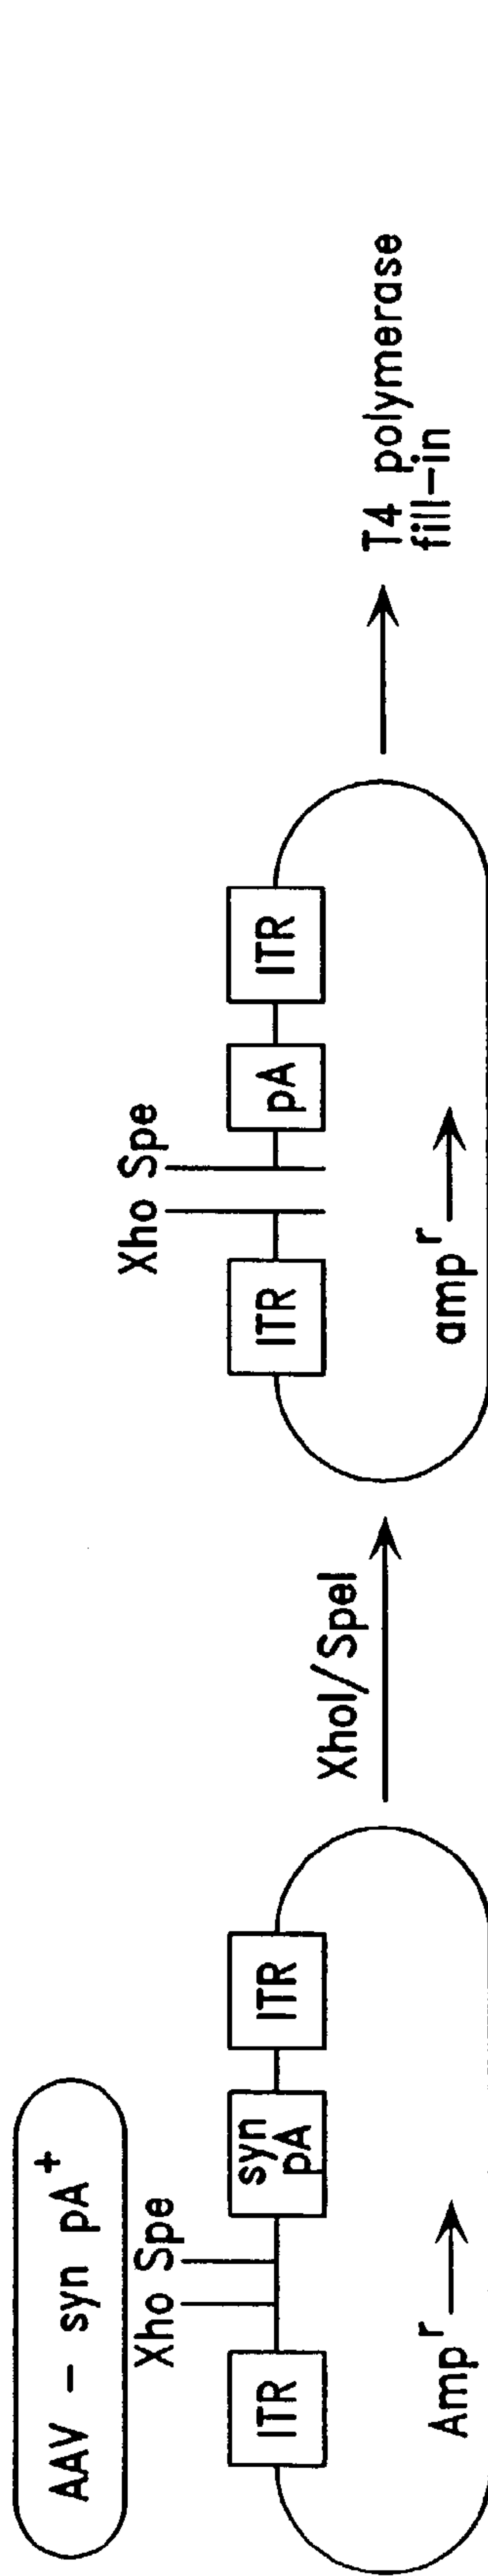 AAV – syn pA+
Xho Spe
ITR
syn
pA
ITR
Ampr
XhoI/SpeI
Xho Spe
ITR
pA
ITR
ampr
T4 polymerase
fill–in